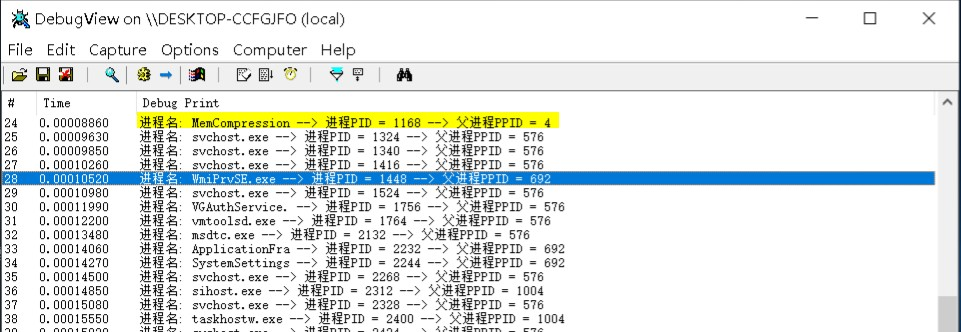 DebugView on \\DESKTOP-CCFGJFO (local)
File Edit Capture Options Computer Help
# Time Debug Print
24 0.00008860 进程名: MemCompression --> 进程PID = 1168 --> 父进程PPID = 4
25 0.00009630 进程名: svchost.exe --> 进程PID = 1324 --> 父进程PPID = 576
26 0.00009850 进程名: svchost.exe --> 进程PID = 1340 --> 父进程PPID = 576
27 0.00010260 进程名: svchost.exe --> 进程PID = 1416 --> 父进程PPID = 576
28 0.00010520 进程名: WmiPrvSE.exe --> 进程PID = 1448 --> 父进程PPID = 692
29 0.00010980 进程名: svchost.exe --> 进程PID = 1524 --> 父进程PPID = 576
30 0.00011990 进程名: VGAuthService. --> 进程PID = 1756 --> 父进程PPID = 576
31 0.00012200 进程名: vmtoolsd.exe --> 进程PID = 1764 --> 父进程PPID = 576
32 0.00013480 进程名: msdtc.exe --> 进程PID = 2132 --> 父进程PPID = 576
33 0.00014060 进程名: ApplicationFra --> 进程PID = 2232 --> 父进程PPID = 692
34 0.00014270 进程名: SystemSettings --> 进程PID = 2244 --> 父进程PPID = 692
35 0.00014500 进程名: svchost.exe --> 进程PID = 2268 --> 父进程PPID = 576
36 0.00014850 进程名: sihost.exe --> 进程PID = 2312 --> 父进程PPID = 1004
37 0.00015080 进程名: svchost.exe --> 进程PID = 2328 --> 父进程PPID = 576
38 0.00015550 进程名: taskhostw.exe --> 进程PID = 2400 --> 父进程PPID = 1004